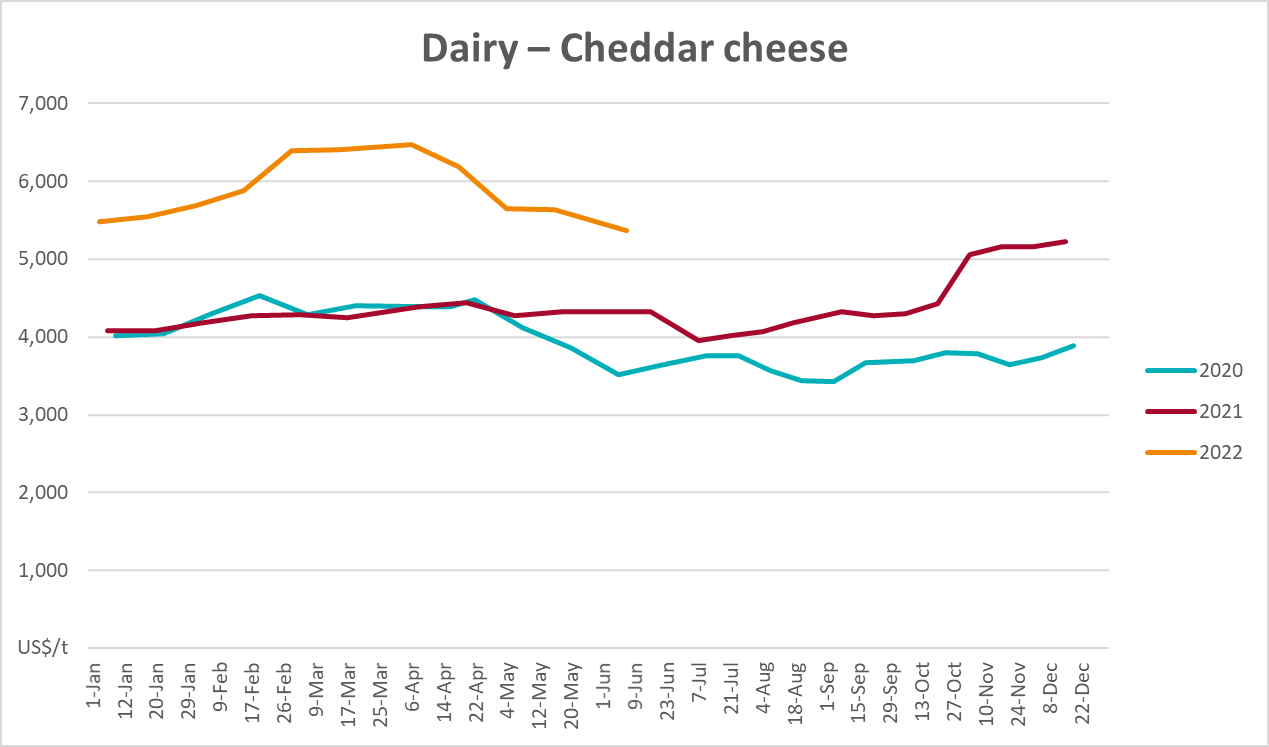 Dairy – Cheddar cheese
7,000
6,000
5,000
4,000
3,000
2,000
1,000
US$/t
1-Jan
12-Jan
20-Jan
29-Jan
9-Feb
17-Feb
26-Feb
9-Mar
17-Mar
25-Mar
6-Apr
14-Apr
22-Apr
4-May
12-May
20-May
1-Jun
9-Jun
23-Jun
7-Jul
21-Jul
4-Aug
18-Aug
1-Sep
15-Sep
29-Sep
13-Oct
27-Oct
10-Nov
24-Nov
8-Dec
22-Dec
2020
2021
2022